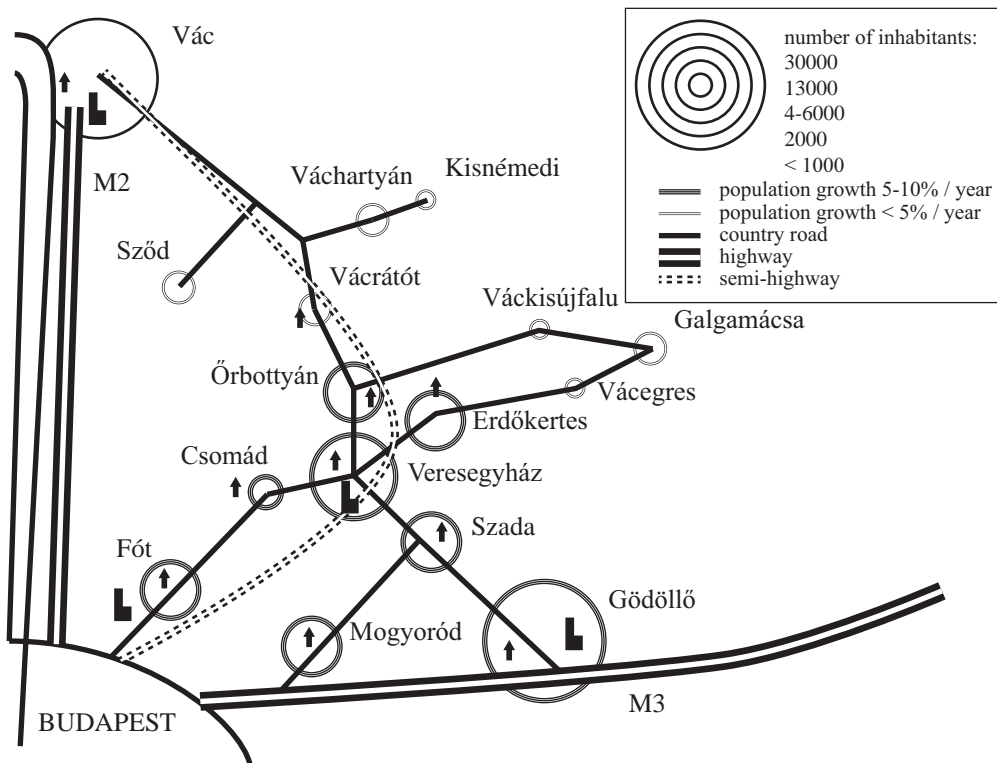 Vác
number of inhabitants:
30000
13000
4-6000
2000
< 1000
population growth 5-10% / year
population growth < 5% / year
country road
highway
semi-highway
M2
Váchartyán
Kisnémedi
Sződ
Vácrátót
Váckisújfalu
Galgamácsa
Őrbottyán
Vácegres
Erdőkertes
Csomád
Veresegyház
Szada
Fót
Gödöllő
Mogyoród
M3
BUDAPEST